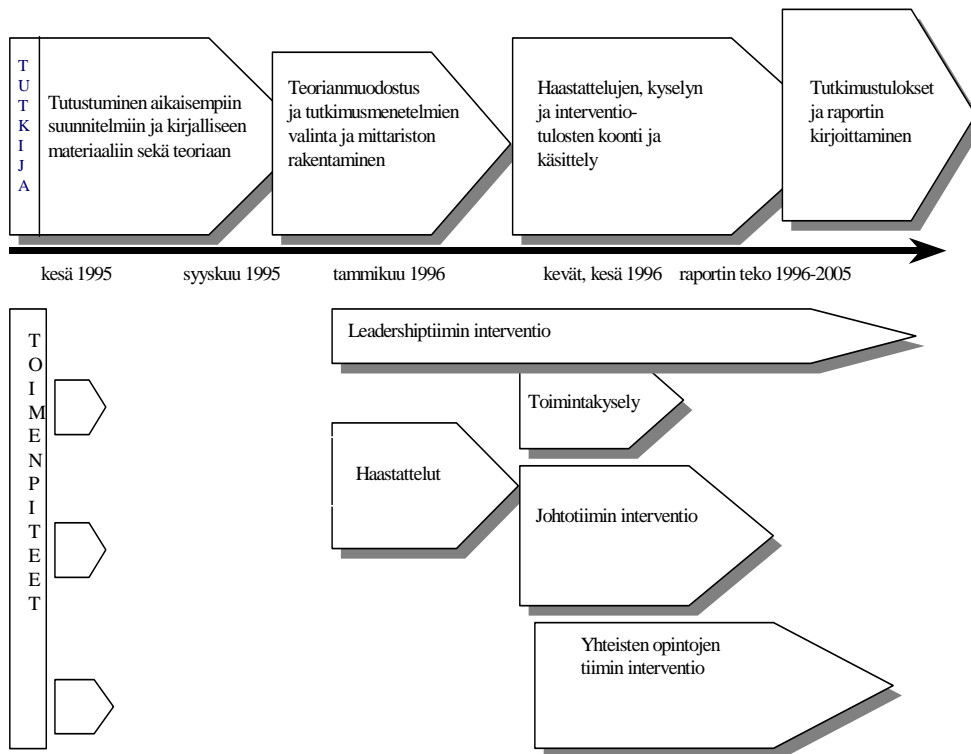 TUTKIJA
Tutustuminen aikaisempiin
suunnitelmiin ja kirjalliseen
materiaaliin sekä teoriaan
Teorianmuodostus
ja tutkimusmenetelmien
valinta ja mittariston
rakentaminen
Haastattelujen, kyselyn
ja interventio-
tulosten koonti ja
käsittely
Tutkimustulokset
ja raportin
kirjoittaminen
kesä 1995
syyskuu 1995
tammikuu 1996
kevät, kesä 1996
raportin teko 1996-2005
TOIMENPITEET
Leadershiptiimin interventio
Toimintakysely
Haastattelut
Johtotiimin interventio
Yhteisten opintojen
tiimin interventio